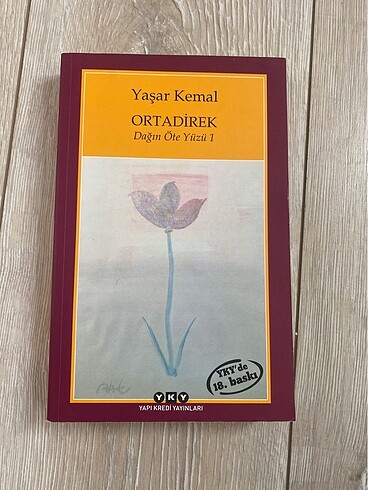 Yaşar Kemal
ORTADİREK
Dağın Öte Yüzü 1
YKY'de
18. baskı
YKY
YAPI KREDİ YAYINLARI